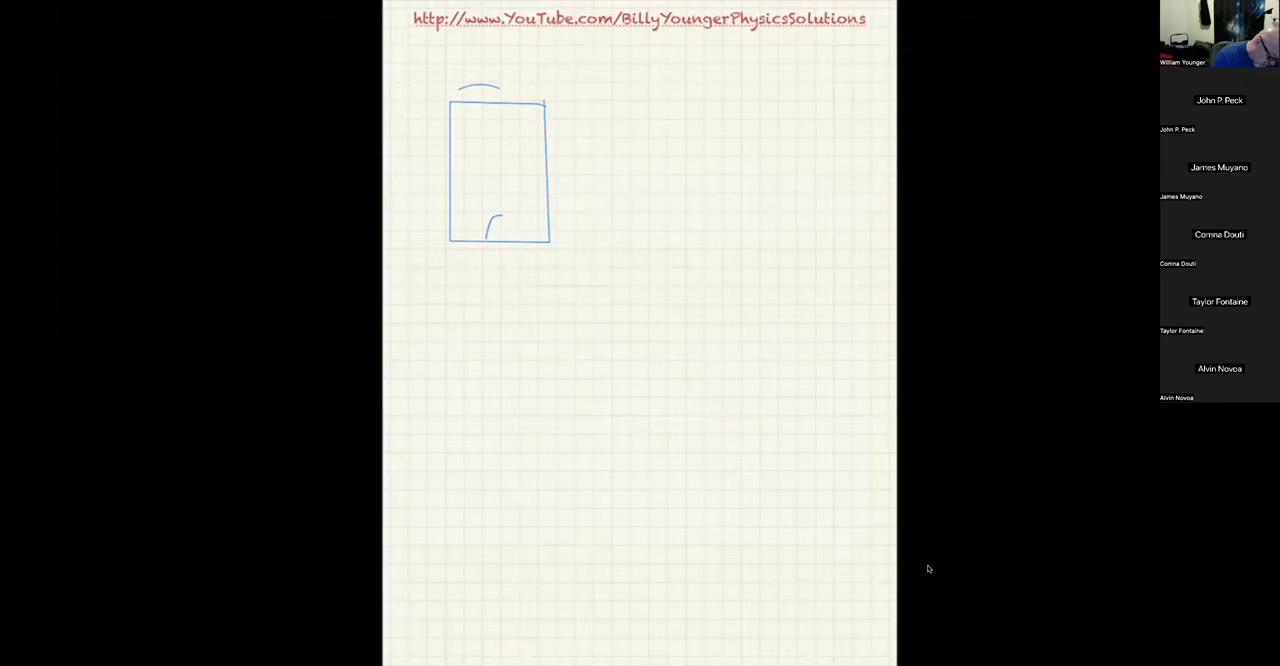 http://www.YouTube.com/BillyYoungerPhysicsSolutions
William Younger
John P. Peck
John P. Peck
James Muyano
James Muyano
Comna Douti
Comna Douti
Taylor Fontaine
Taylor Fontaine
Alvin Novoa
Alvin Novoa